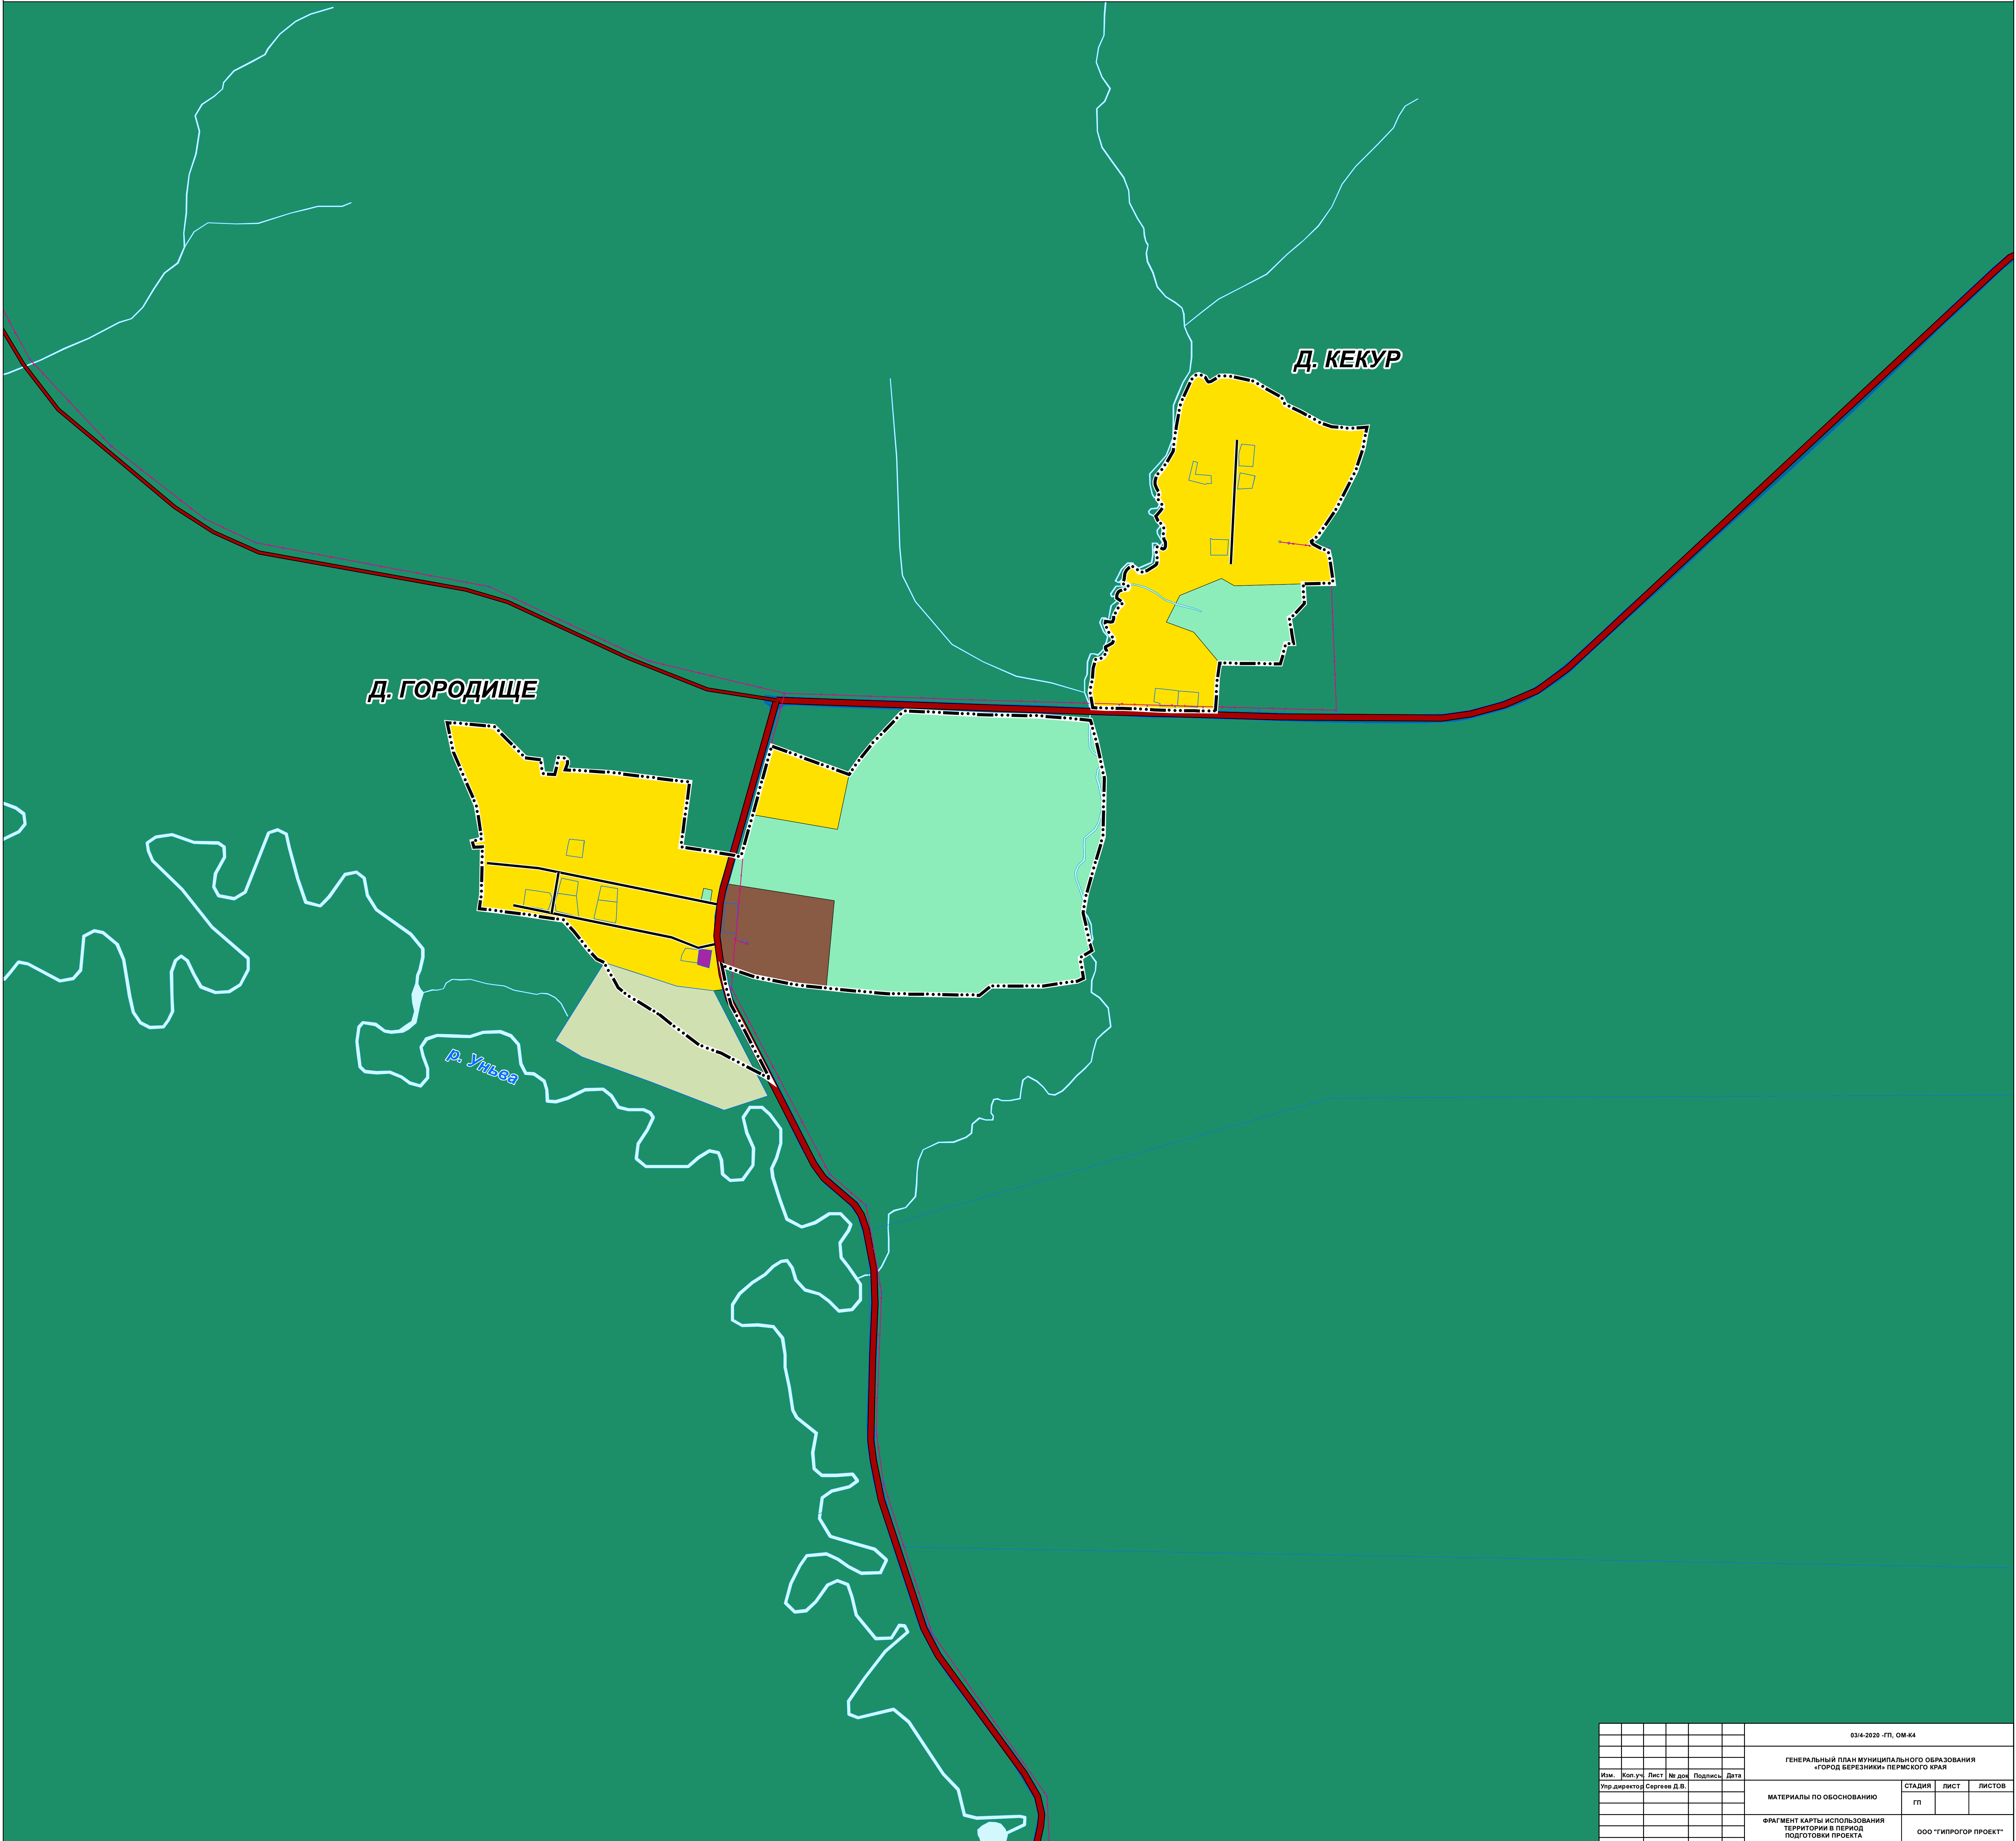 Д. КЕКУР
Д. ГОРОДИЩЕ
р. Уньва
03/4-2020 -ГП, ОМ-К4
ГЕНЕРАЛЬНЫЙ ПЛАН МУНИЦИПАЛЬНОГО ОБРАЗОВАНИЯ
«ГОРОД БЕРЕЗНИКИ» ПЕРМСКОГО КРАЯ
Изм. Кол.уч Лист № док Подпись Дата
Упр.директор Сергеев Д.В.
МАТЕРИАЛЫ ПО ОБОСНОВАНИЮ
СТАДИЯ ЛИСТ ЛИСТОВ
ГП
ФРАГМЕНТ КАРТЫ ИСПОЛЬЗОВАНИЯ
ТЕРРИТОРИИ В ПЕРИОД
ПОДГОТОВКИ ПРОЕКТА
ООО "ГИПРОГОР ПРОЕКТ"